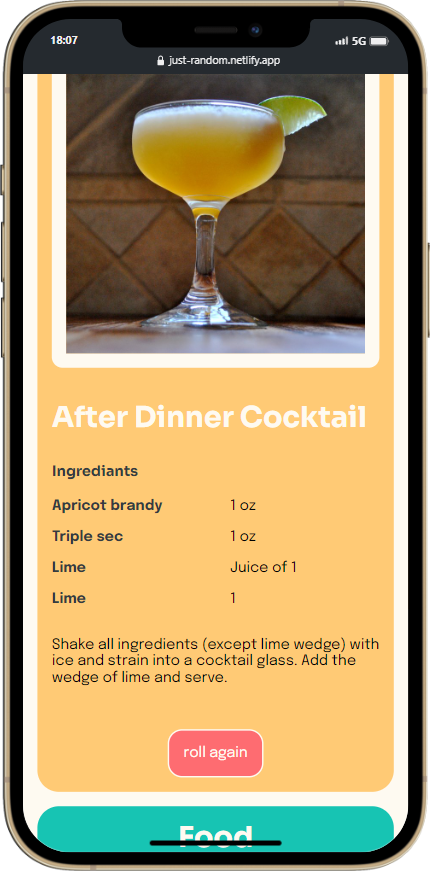 18:07
5G
just-random.netlify.app
After Dinner Cocktail
Ingrediants
Apricot brandy 1 oz
Triple sec 1 oz
Lime Juice of 1
Lime 1
Shake all ingredients (except lime wedge) with
ice and strain into a cocktail glass. Add the
wedge of lime and serve.
roll again
Food